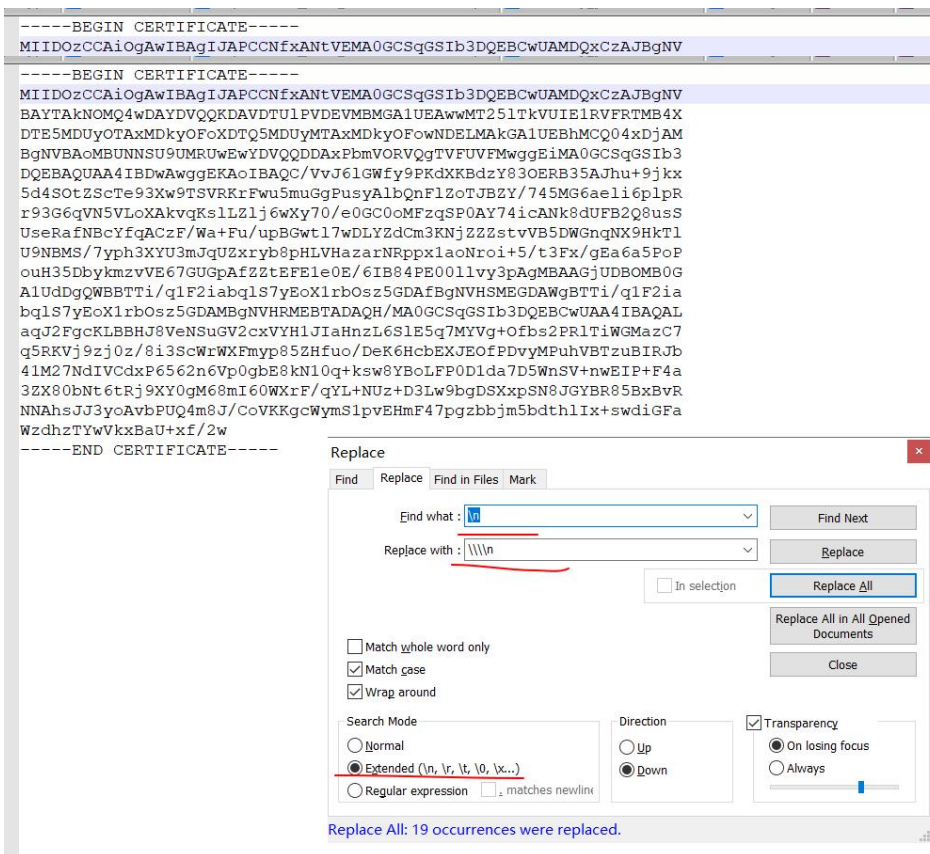 -----BEGIN CERTIFICATE-----
MIIDOzCCAiOgAwIBAgIJAPCCNfxANtVEMA0GCSqGSIb3DQEBCwUAMDQxCzAJBgNV
-----BEGIN CERTIFICATE-----
MIIDOzCCAiOgAwIBAgIJAPCCNfxANtVEMA0GCSqGSIb3DQEBCwUAMDQxCzAJBgNV
BAYTAkNOMQ4wDAYDVQQKDAVDTUlPVDEVMBMGA1UEAwwMT25lTkVUIE1RVFRTMB4X
DTE5MDUyOTAxMDkyOFoXDTQ5MDUyMTAxMDkyOFowNDELMAkGA1UEBhMCQ04xDjAM
BgNVBAoMBUNNSU9UMRUwEwYDVQQDDAxPbmVORVQgTVFUVFMwggEiMA0GCSqGSIb3
DQEBAQUAA4IBDwAwggEKAoIBAQC/VvJ6lGWfy9PKdXKBdzY83OERB35AJhu+9jkx
5d4SOtZScTe93Xw9TSVRKrFwu5muGgPusyAlbQnFlZoTJBZY/745MG6aeli6plpR
r93G6qVN5VLoXAkvqKslLZlj6wXy70/e0GC0oMFzqSP0AY74icANk8dUFB2Q8usS
UseRafNBcYfqACzF/Wa+Fu/upBGwtl7wDLYZdCm3KNjZZZstvVB5DWGnqNX9HkTl
U9NBMS/7yph3XYU3mJqUZxryb8pHLVHazarNRppx1aoNroi+5/t3Fx/gEa6a5PoP
ouH35DbykmzvVE67GUGpAfZZtEFE1e0E/6IB84PE00llvy3pAgMBAAGjUDBOMB0G
A1UdDgQWBBTTi/q1F2iabqlS7yEoX1rbOsz5GDAfBgNVHSMEGDAWgBTTi/q1F2ia
bqlS7yEoX1rbOsz5GDAMBgNVHRMEBTADAQH/MA0GCSqGSIb3DQEBCwUAA4IBAQAL
aqJ2FgcKLBBHJ8VeNSuGV2cxVYH1JIaHnzL6SlE5q7MYVg+Ofbs2PRlTiWGMazC7
q5RKVj9zj0z/8i3ScWrWXFmyp85ZHfuo/DeK6HcbEXJEOfPDvyMPuhVBTzuBIRJb
41M27NdIVCdxP6562n6Vp0gbE8kN10q+ksw8YBoLFP0D1da7D5WnSV+nwEIP+F4a
3ZX80bNt6tRj9XY0gM68mI60WXrF/qYL+NUz+D3Lw9bgDSXxpSN8JGYBR85BxBvR
NNAhsJJ3yoAvbPUQ4m8J/CoVKKgcWymS1pvEHmF47pgzbbjm5bdthlIx+swdiGFa
WzdhzTYwVkxBaU+xf/2w
-----END CERTIFICATE-----
Replace
Find Replace Find in Files Mark
Find what : \n
Find Next
Replace with : \\\\n
Replace
In selection
Replace All
Replace All in All Opened Documents
Match whole word only
Close
Match case
Wrap around
Search Mode
Direction
Transparency
Normal
Up
On losing focus
Extended (\n, \r, \t, \0, \x...)
Down
Always
Regular expression
. matches newline
Replace All: 19 occurrences were replaced.